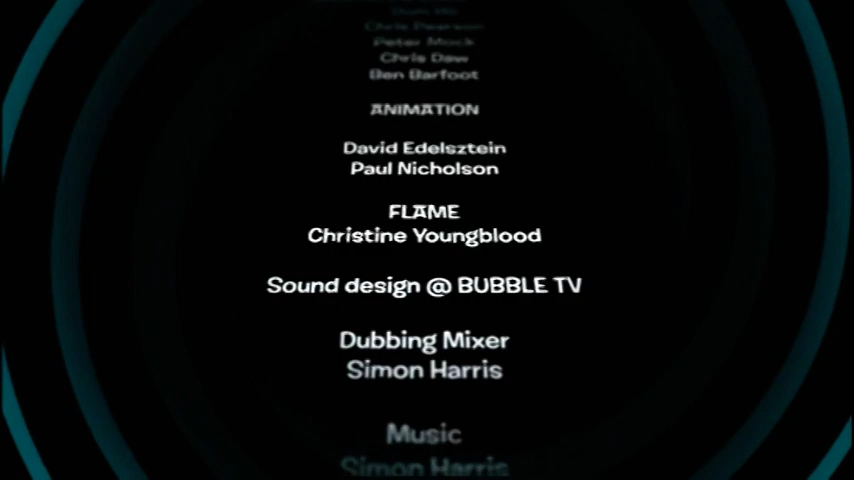 Chris Pearson
Peter Mock
Chris Daw
Ben Barfoot
ANIMATION
David Edelsztein
Paul Nicholson
FLAME
Christine Youngblood
Sound design @ BUBBLE TV
Dubbing Mixer
Simon Harris
Music
Simon Harris